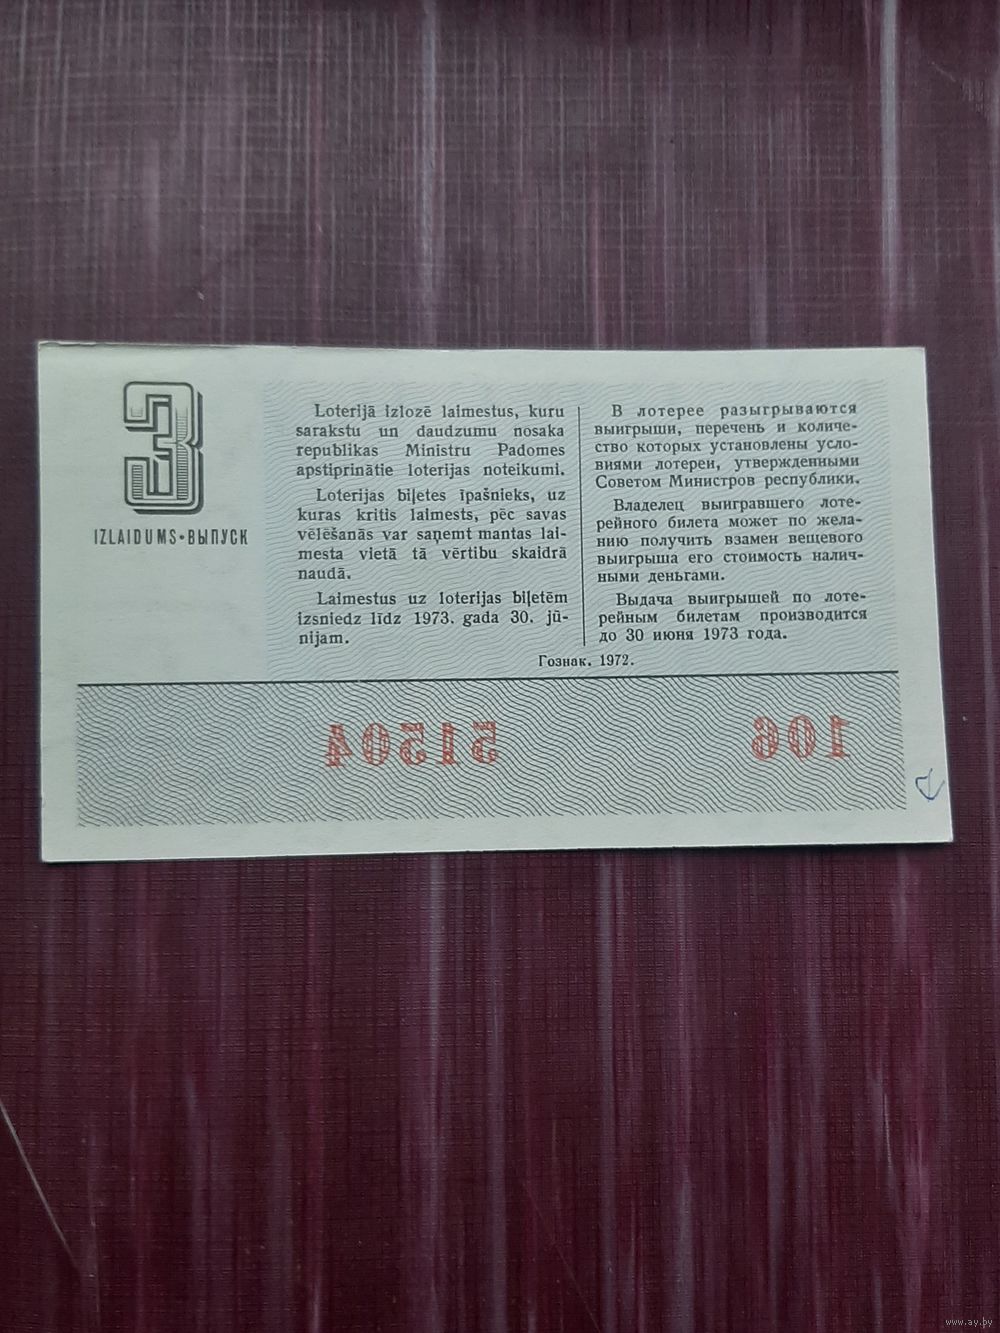 3
IZLAIDUMS•ВЫПУСК
Loterijā izlozē laimestus, kuru
sarakstu un daudzumu nosaka
republikas Ministru Padomes
apstiprinātie loterijas noteikumi.
Loterijas biļetes īpašnieks, uz
kuras kritis laimests, pēc savas
vēlēšanās var saņemt mantas lai-
mesta vietā tā vērtību skaidrā
naudā.
Laimestus uz loterijas biļetēm
izsniedz līdz 1973. gada 30. jū-
nijam.
В лотерее разыгрываются
выигрыши, перечень и количе-
ство которых установлены усло-
виями лотереи, утвержденными
Советом Министров республики.
Владелец выигравшего лоте-
рейного билета может по жела-
нию получить взамен вещевого
выигрыша его стоимость налич-
ными деньгами.
Выдача выигрышей по лоте-
рейным билетам производится
до 30 июня 1973 года.
Гознак. 1972.
51504
106
www.ay.by